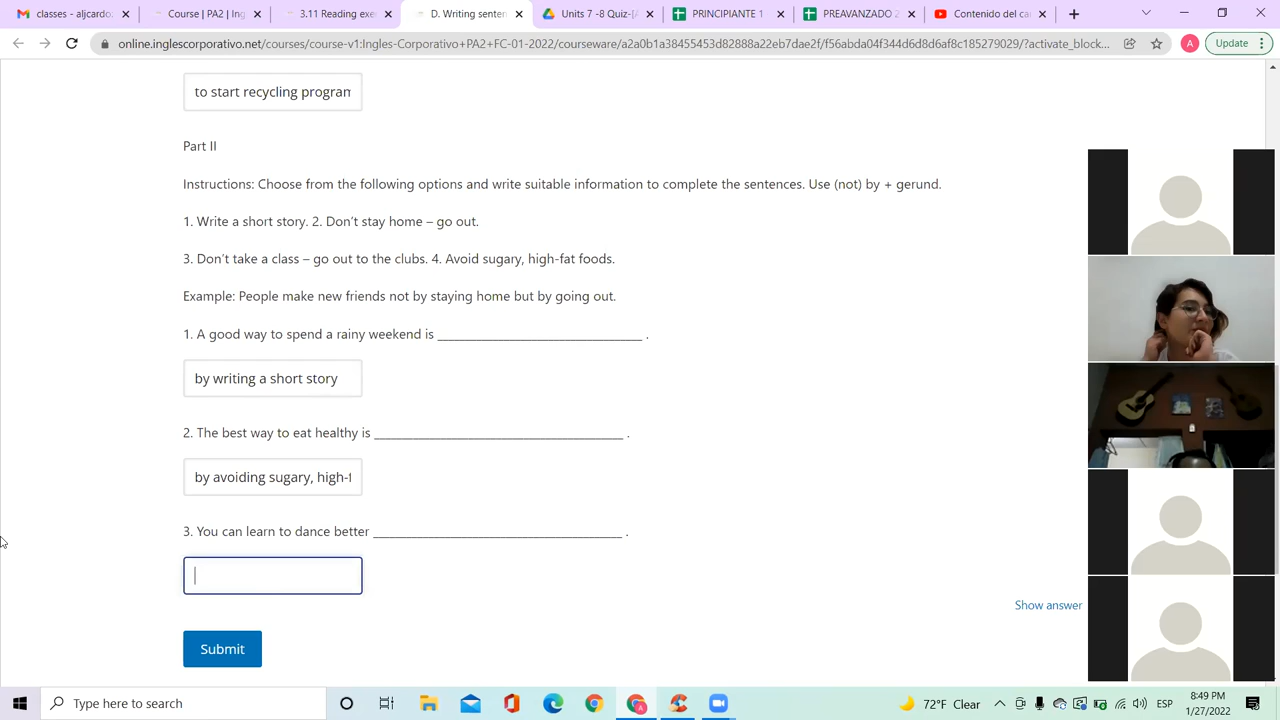 classes - aljcar
Course | PA2 |
3.11 Reading exe
D. Writing senten
Units 7 -8 Quiz-[A
PRINCIPIANTE 1
PREAVANZADO 2
Contenido del ca
online.inglescorporativo.net/courses/course-v1:Ingles-Corporativo+PA2+FC-01-2022/courseware/a2a0b1a38455453d82888a22eb7dae2f/f56abda04f344d6d8d6af8c185279029/?activate_block...
A
Update
to start recycling program
Part II
Instructions: Choose from the following options and write suitable information to complete the sentences. Use (not) by + gerund.
1. Write a short story. 2. Don't stay home – go out.
3. Don´t take a class – go out to the clubs. 4. Avoid sugary, high-fat foods.
Example: People make new friends not by staying home but by going out.
1. A good way to spend a rainy weekend is ____________________________ .
by writing a short story
2. The best way to eat healthy is __________________________________ .
by avoiding sugary, high-f
3. You can learn to dance better __________________________________ .
Show answer
Submit
Type here to search
72°F Clear
ESP
8:49 PM
1/27/2022